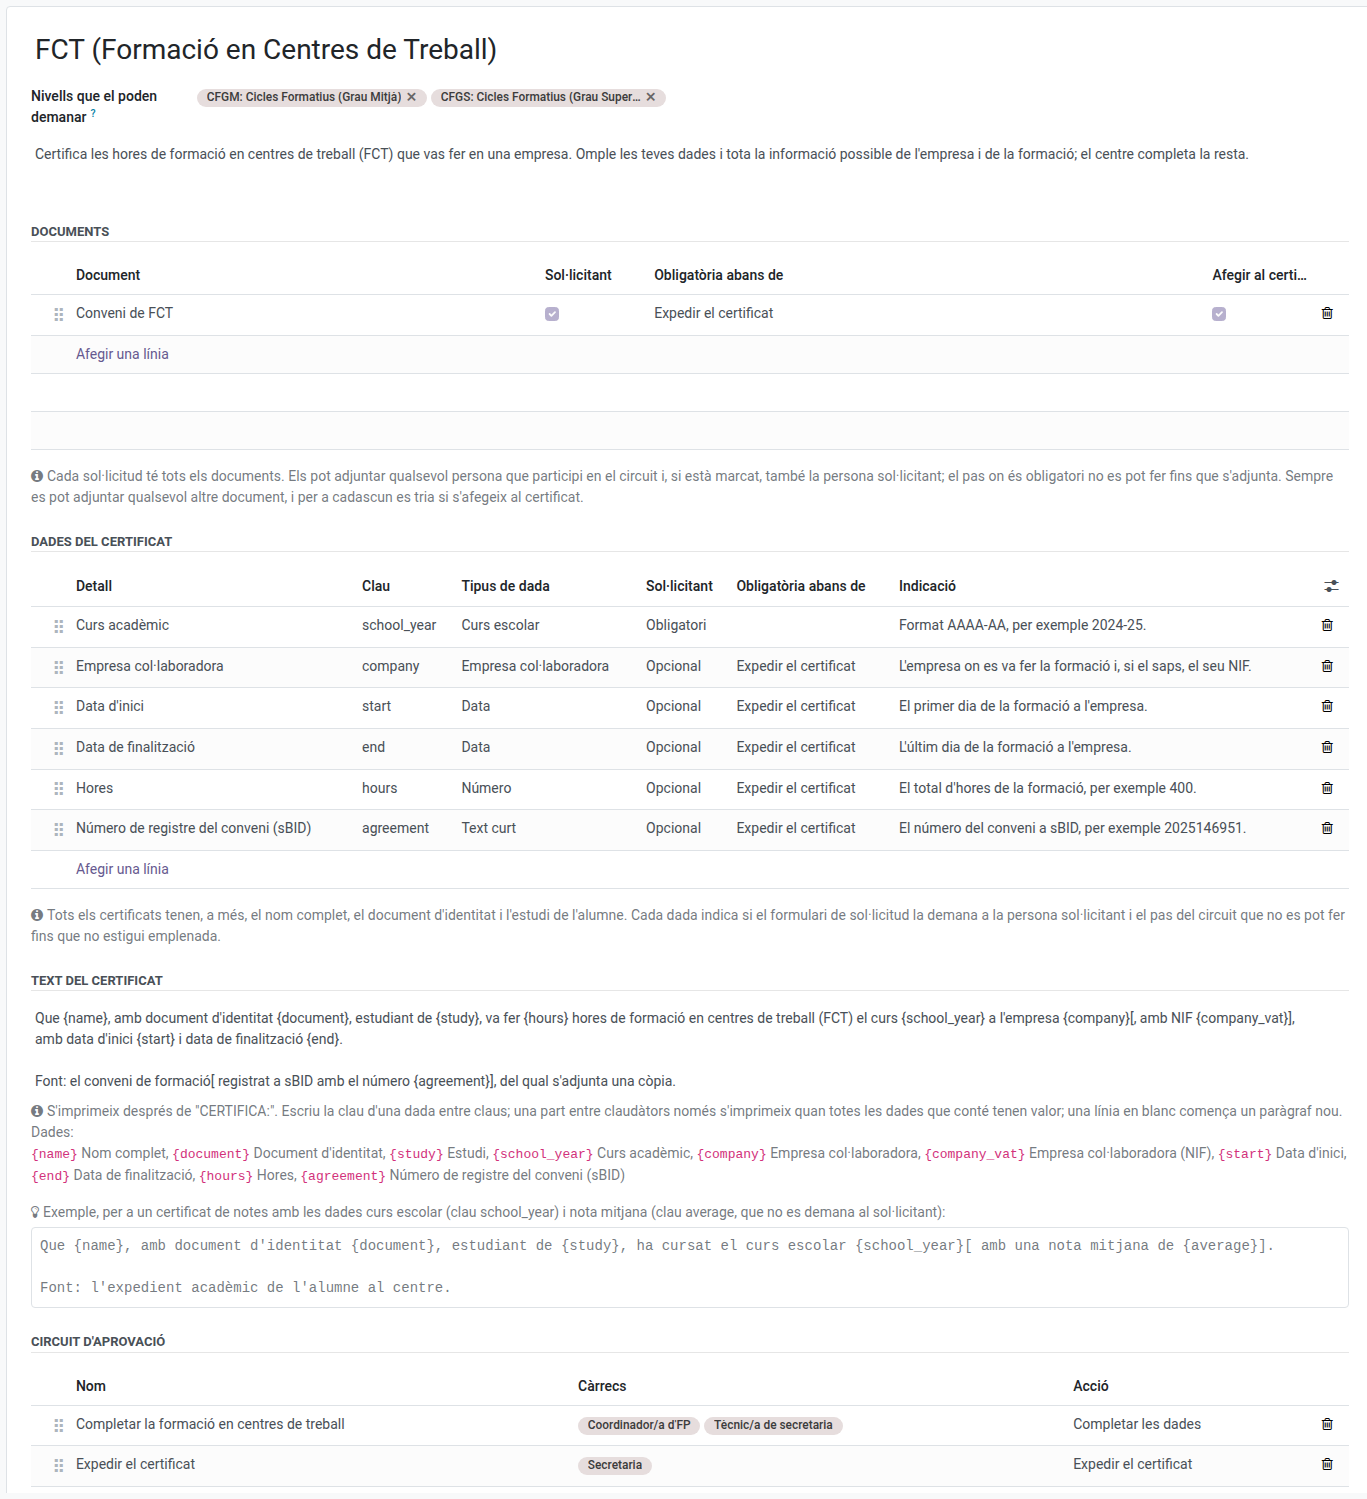 FCT (Formació en Centres de Treball)
Nivells que el poden demanar ? CFGM: Cicles Formatius (Grau Mitjà) ✕ CFGS: Cicles Formatius (Grau Super... ✕
Certifica les hores de formació en centres de treball (FCT) que vas fer en una empresa. Omple les teves dades i tota la informació possible de l'empresa i de la formació; el centre completa la resta.
DOCUMENTS
Document Sol·licitant Obligatòria abans de Afegir al certi...
Conveni de FCT Expedir el certificat
Afegir una línia
Cada sol·licitud té tots els documents. Els pot adjuntar qualsevol persona que participi en el circuit i, si està marcat, també la persona sol·licitant; el pas on és obligatori no es pot fer fins que s'adjunta. Sempre
es pot adjuntar qualsevol altre document, i per a cadascun es tria si s'afegeix al certificat.
DADES DEL CERTIFICAT
Detall Clau Tipus de dada Sol·licitant Obligatòria abans de Indicació
Curs acadèmic school_year Curs escolar Obligatori Format AAAA-AA, per exemple 2024-25.
Empresa col·laboradora company Empresa col·laboradora Opcional Expedir el certificat L'empresa on es va fer la formació i, si el saps, el seu NIF.
Data d'inici start Data Opcional Expedir el certificat El primer dia de la formació a l'empresa.
Data de finalització end Data Opcional Expedir el certificat L'últim dia de la formació a l'empresa.
Hores hours Número Opcional Expedir el certificat El total d'hores de la formació, per exemple 400.
Número de registre del conveni (sBID) agreement Text curt Opcional Expedir el certificat El número del conveni a sBID, per exemple 2025146951.
Afegir una línia
Tots els certificats tenen, a més, el nom complet, el document d'identitat i l'estudi de l'alumne. Cada dada indica si el formulari de sol·licitud la demana a la persona sol·licitant i el pas del circuit que no es pot fer
fins que no estigui emplenada.
TEXT DEL CERTIFICAT
Que {name}, amb document d'identitat {document}, estudiant de {study}, va fer {hours} hores de formació en centres de treball (FCT) el curs {school_year} a l'empresa {company}[, amb NIF {company_vat}],
amb data d'inici {start} i data de finalització {end}.
Font: el conveni de formació[ registrat a sBID amb el número {agreement}], del qual s'adjunta una còpia.
S'imprimeix després de "CERTIFICA:". Escriu la clau d'una dada entre claus; una part entre claudàtors només s'imprimeix quan totes les dades que conté tenen valor; una línia en blanc comença un paràgraf nou.
Dades:
{name} Nom complet, {document} Document d'identitat, {study} Estudi, {school_year} Curs acadèmic, {company} Empresa col·laboradora, {company_vat} Empresa col·laboradora (NIF), {start} Data d'inici,
{end} Data de finalització, {hours} Hores, {agreement} Número de registre del conveni (sBID)
Exemple, per a un certificat de notes amb les dades curs escolar (clau school_year) i nota mitjana (clau average, que no es demana al sol·licitant):
Que {name}, amb document d'identitat {document}, estudiant de {study}, ha cursat el curs escolar {school_year}[ amb una nota mitjana de {average}].
Font: l'expedient acadèmic de l'alumne al centre.
CIRCUIT D'APROVACIÓ
Nom Càrrecs Acció
Completar la formació en centres de treball Coordinador/a d'FP Tècnic/a de secretaria Completar les dades
Expedir el certificat Secretaria Expedir el certificat